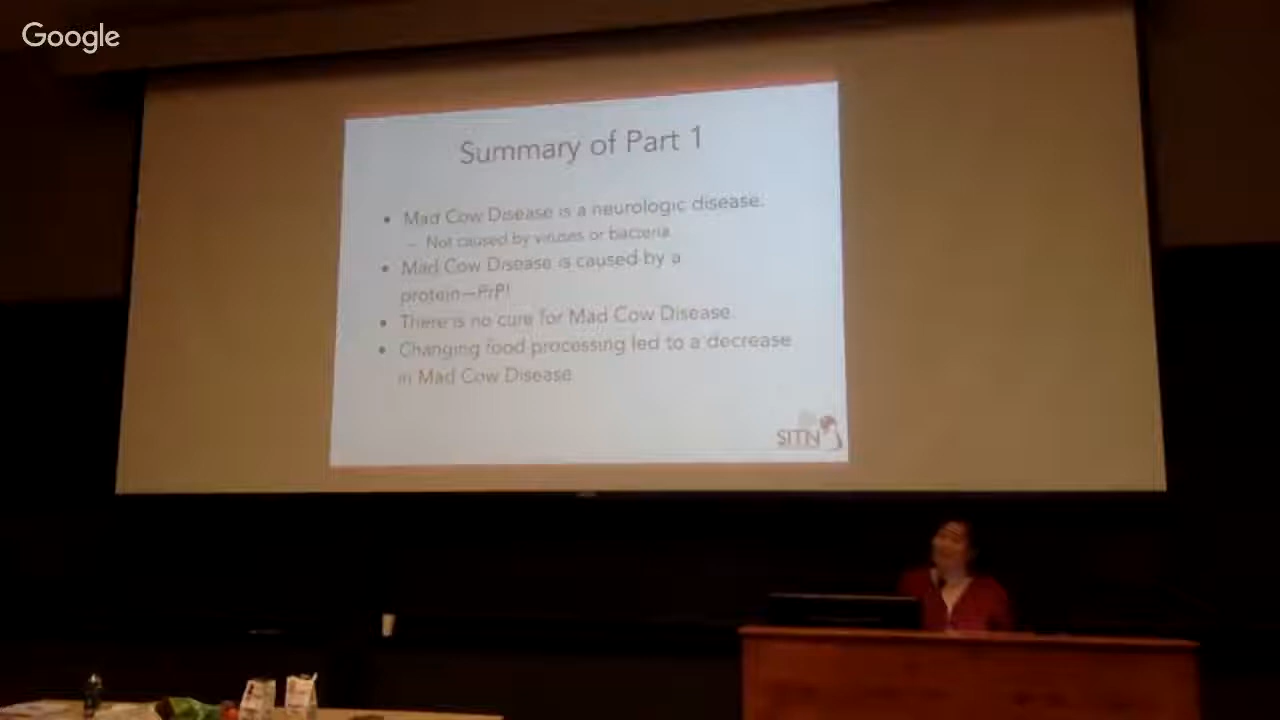 Google
Summary of Part 1
• Mad Cow Disease is a neurologic disease.
– Not caused by viruses or bacteria
• Mad Cow Disease is caused by a
protein—PrP!
• There is no cure for Mad Cow Disease
• Changing food processing led to a decrease
in Mad Cow Disease
SITN